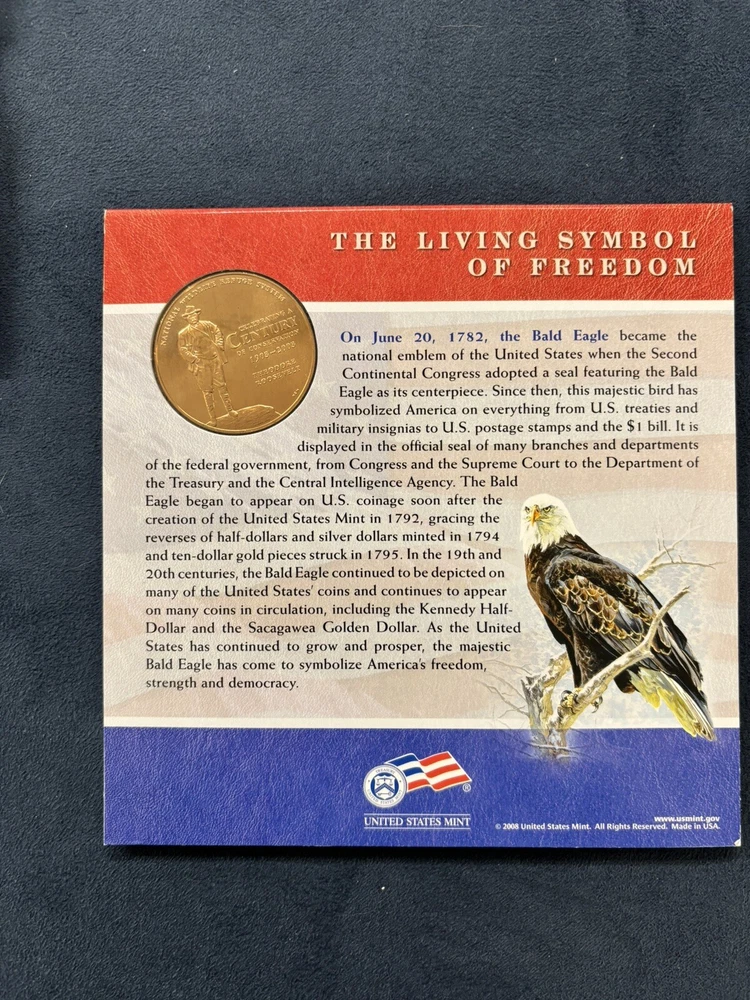 THE LIVING SYMBOL
OF FREEDOM
NATIONAL WILDLIFE REFUGE SYSTEM
CELEBRATING A
CENTURY
OF CONSERVATION
1903–2003
THEODORE
ROOSEVELT
On June 20, 1782, the Bald Eagle became the
national emblem of the United States when the Second
Continental Congress adopted a seal featuring the Bald
Eagle as its centerpiece. Since then, this majestic bird has
symbolized America on everything from U.S. treaties and
military insignias to U.S. postage stamps and the $1 bill. It is
displayed in the official seal of many branches and departments
of the federal government, from Congress and the Supreme Court to the Department of
the Treasury and the Central Intelligence Agency. The Bald
Eagle began to appear on U.S. coinage soon after the
creation of the United States Mint in 1792, gracing the
reverses of half-dollars and silver dollars minted in 1794
and ten-dollar gold pieces struck in 1795. In the 19th and
20th centuries, the Bald Eagle continued to be depicted on
many of the United States' coins and continues to appear
on many coins in circulation, including the Kennedy Half-
Dollar and the Sacagawea Golden Dollar. As the United
States has continued to grow and prosper, the majestic
Bald Eagle has come to symbolize America's freedom,
strength and democracy.
®
UNITED STATES MINT
www.usmint.gov
© 2008 United States Mint. All Rights Reserved. Made in USA.